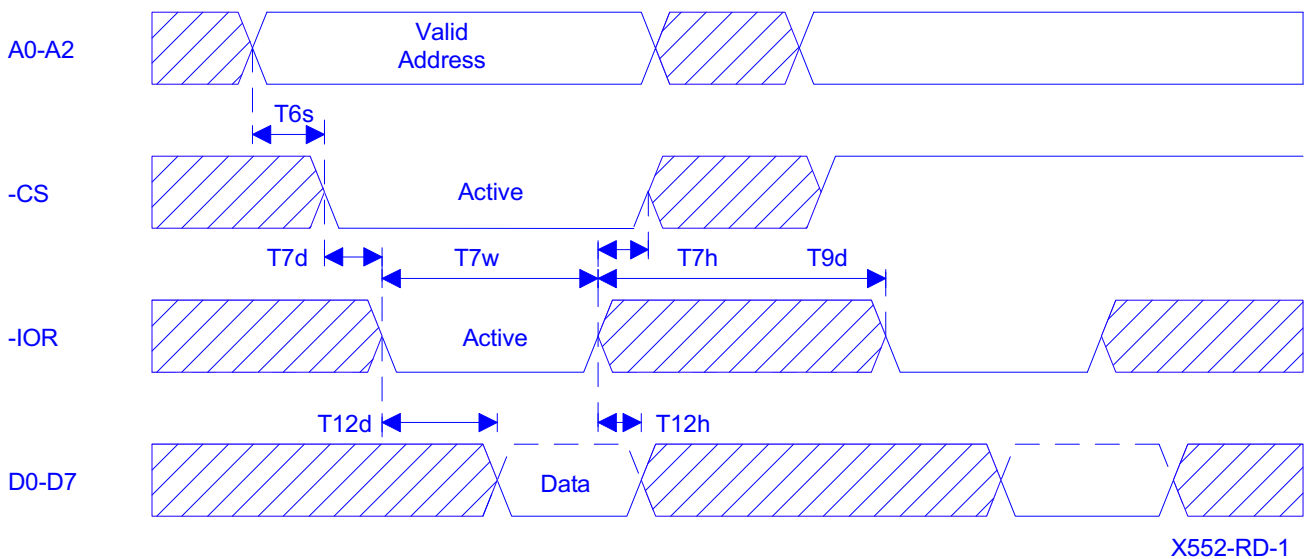 A0-A2
Valid
Address
T6s
-CS
Active
T7d
T7w
T7h
T9d
-IOR
Active
T12d
T12h
D0-D7
Data
X552-RD-1